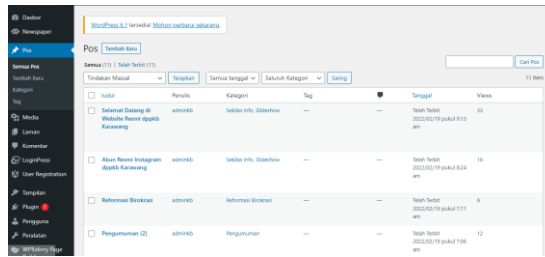 Dasbor
Newspaper
Pos
Semua Pos
Tambah Baru
Kategori
Tag
Media
Laman
Komentar
LoginPress
User Registration
Tampilan
Plugin
Pengguna
Peralatan
WPBakery Page
WordPress 6.1 tersedia! Mohon perbarui sekarang.
Pos Tambah Baru
Semua (11) | Telah Terbit (11)
Cari Pos
Tindakan Massal Terapkan Semua tanggal Seluruh Kategori Saring 11 item
Judul Penulis Kategori Tag Tanggal Views
Selamat Datang di Website Resmi dppkb Karawang adminkb Sekilas Info, Slideshow — — Telah Terbit 2022/02/19 pukul 8:13 am 33
Akun Resmi Instagram dppkb Karawang adminkb Sekilas Info, Slideshow — — Telah Terbit 2022/02/19 pukul 8:24 am
Reformasi Birokrasi adminkb Reformasi Birokrasi — — Telah Terbit 2022/02/19 pukul 7:11 am 6
Pengumuman (2) adminkb Pengumuman — — Telah Terbit 2022/02/19 pukul 7:09 am 12